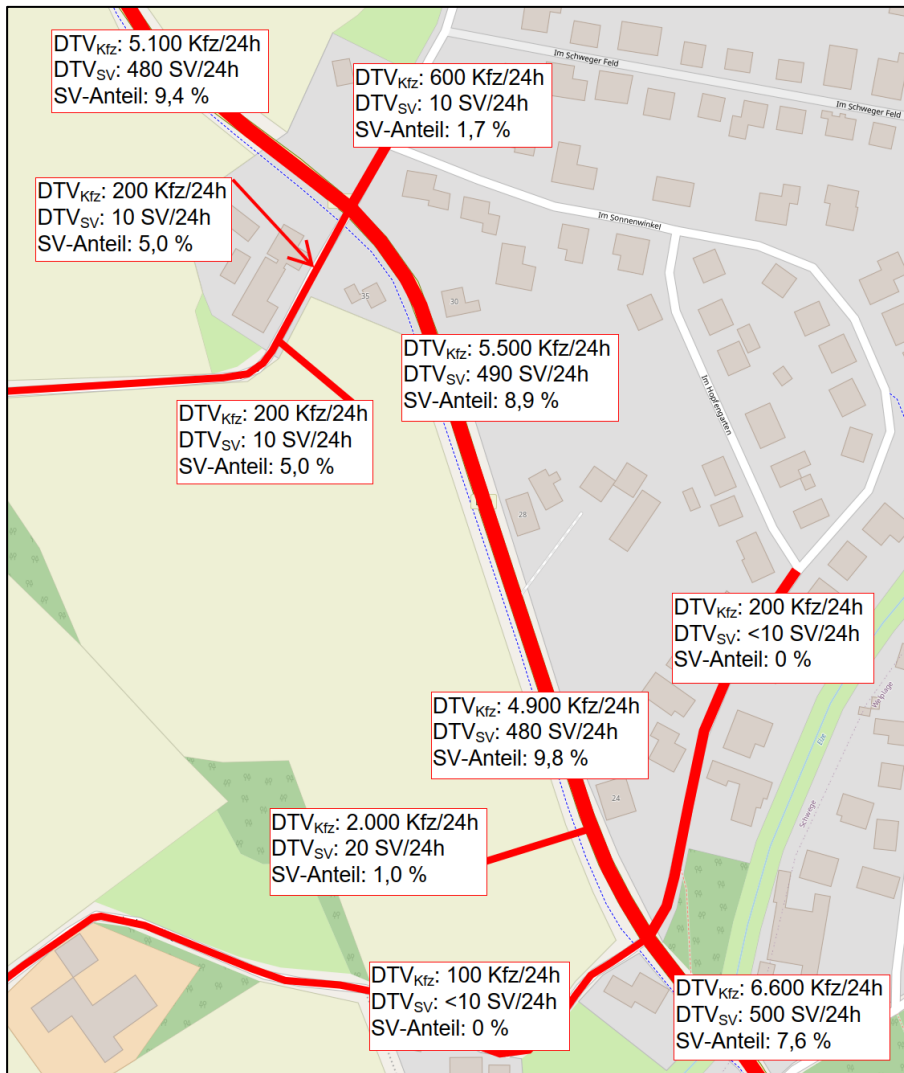 DTVKfz: 5.100 Kfz/24h
DTVSV: 480 SV/24h
SV-Anteil: 9,4 %
Im Schweger Feld
Im Schweger Feld
DTVKfz: 600 Kfz/24h
DTVSV: 10 SV/24h
SV-Anteil: 1,7 %
DTVKfz: 200 Kfz/24h
DTVSV: 10 SV/24h
SV-Anteil: 5,0 %
Im Sonnenwinkel
35
30
DTVKfz: 5.500 Kfz/24h
DTVSV: 490 SV/24h
SV-Anteil: 8,9 %
Im Hopfengarten
DTVKfz: 200 Kfz/24h
DTVSV: 10 SV/24h
SV-Anteil: 5,0 %
28
DTVKfz: 200 Kfz/24h
DTVSV: <10 SV/24h
SV-Anteil: 0 %
Welplage
Schwege
DTVKfz: 4.900 Kfz/24h
DTVSV: 480 SV/24h
SV-Anteil: 9,8 %
24
DTVKfz: 2.000 Kfz/24h
DTVSV: 20 SV/24h
SV-Anteil: 1,0 %
DTVKfz: 100 Kfz/24h
DTVSV: <10 SV/24h
SV-Anteil: 0 %
DTVKfz: 6.600 Kfz/24h
DTVSV: 500 SV/24h
SV-Anteil: 7,6 %